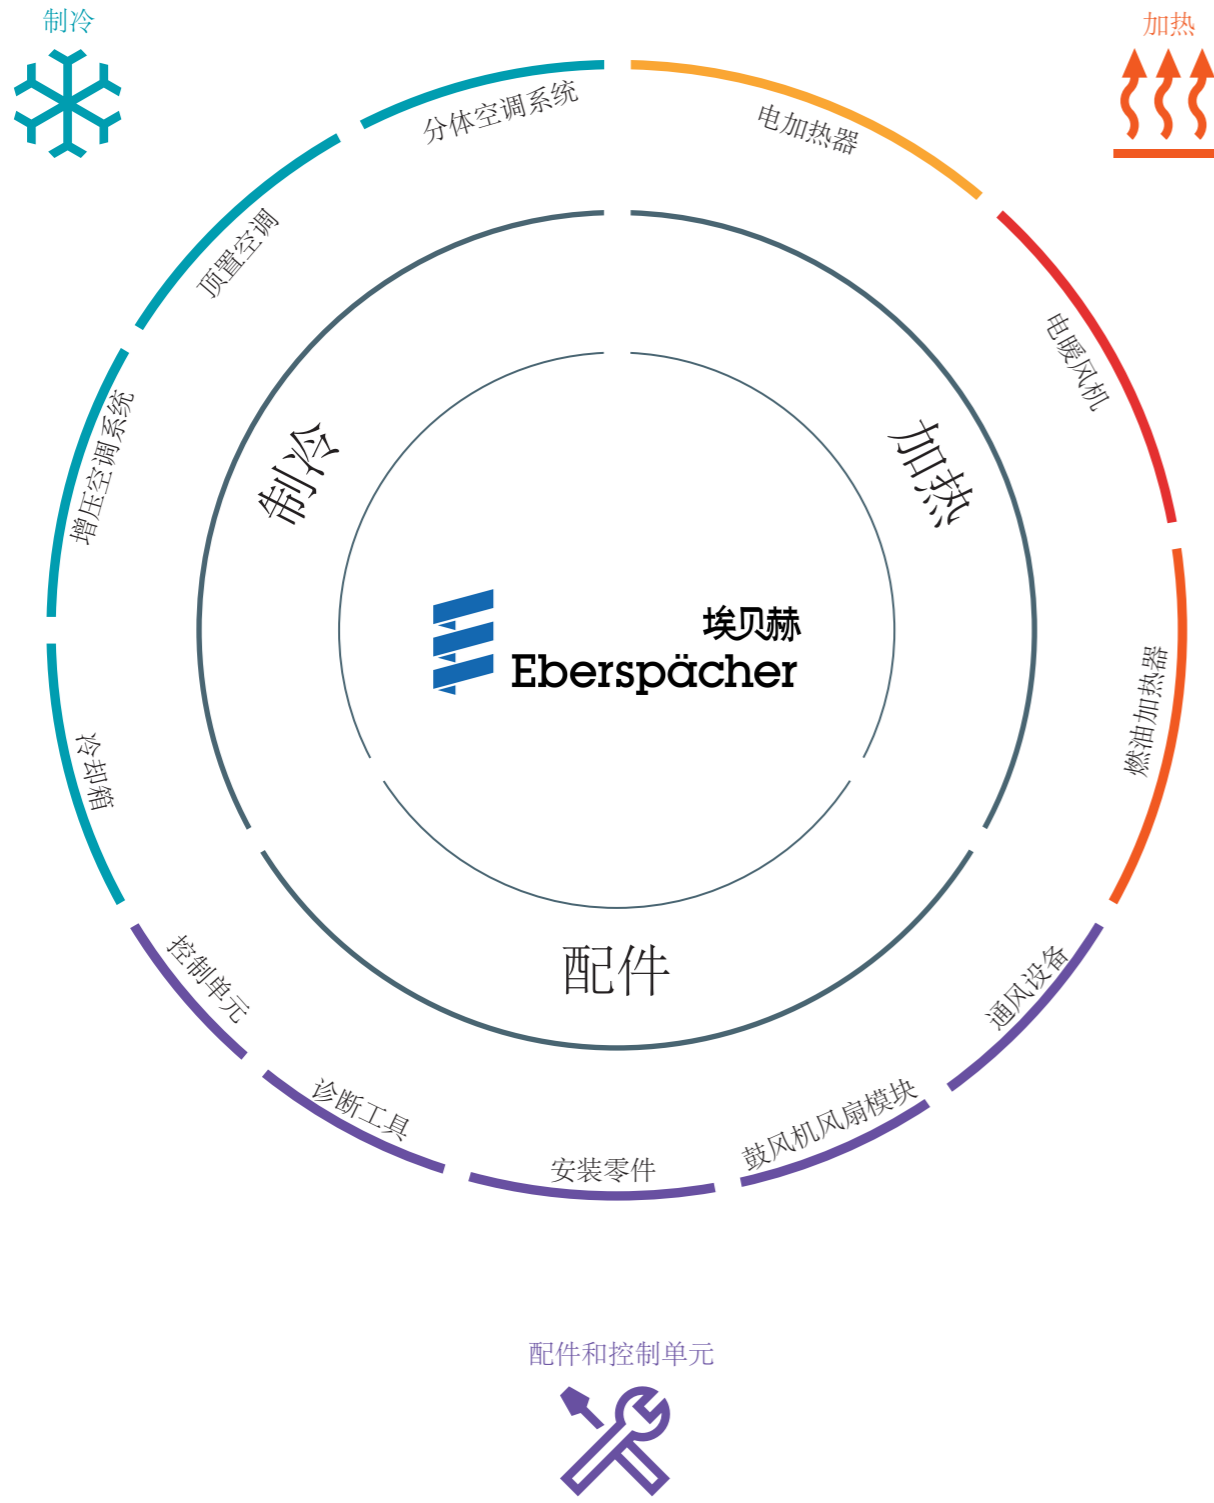 制冷
加热
分体空调系统
电加热器
顶置空调
电暖风机
增压空调系统
制冷
加热
埃贝赫
Eberspächer
燃油加热器
冷却箱
控制单元
配件
通风设备
诊断工具
安装零件
鼓风机风扇模块
配件和控制单元